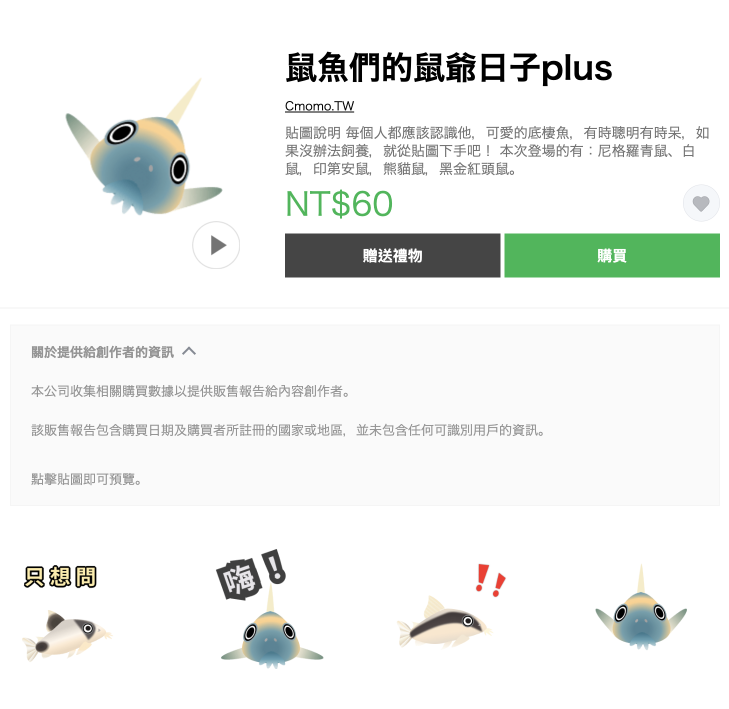 鼠魚們的鼠爺日子plus
Cmomo.TW
貼圖說明 每個人都應該認識他，可愛的底棲魚，有時聰明有時呆，如
果沒辦法飼養，就從貼圖下手吧！ 本次登場的有：尼格羅青鼠、白
鼠，印第安鼠，熊貓鼠，黑金紅頭鼠。
NT$60
贈送禮物
購買
關於提供給創作者的資訊
本公司收集相關購買數據以提供販售報告給內容創作者。
該販售報告包含購買日期及購買者所註冊的國家或地區，並未包含任何可識別用戶的資訊。
點擊貼圖即可預覽。
只想問
嗨！
!!